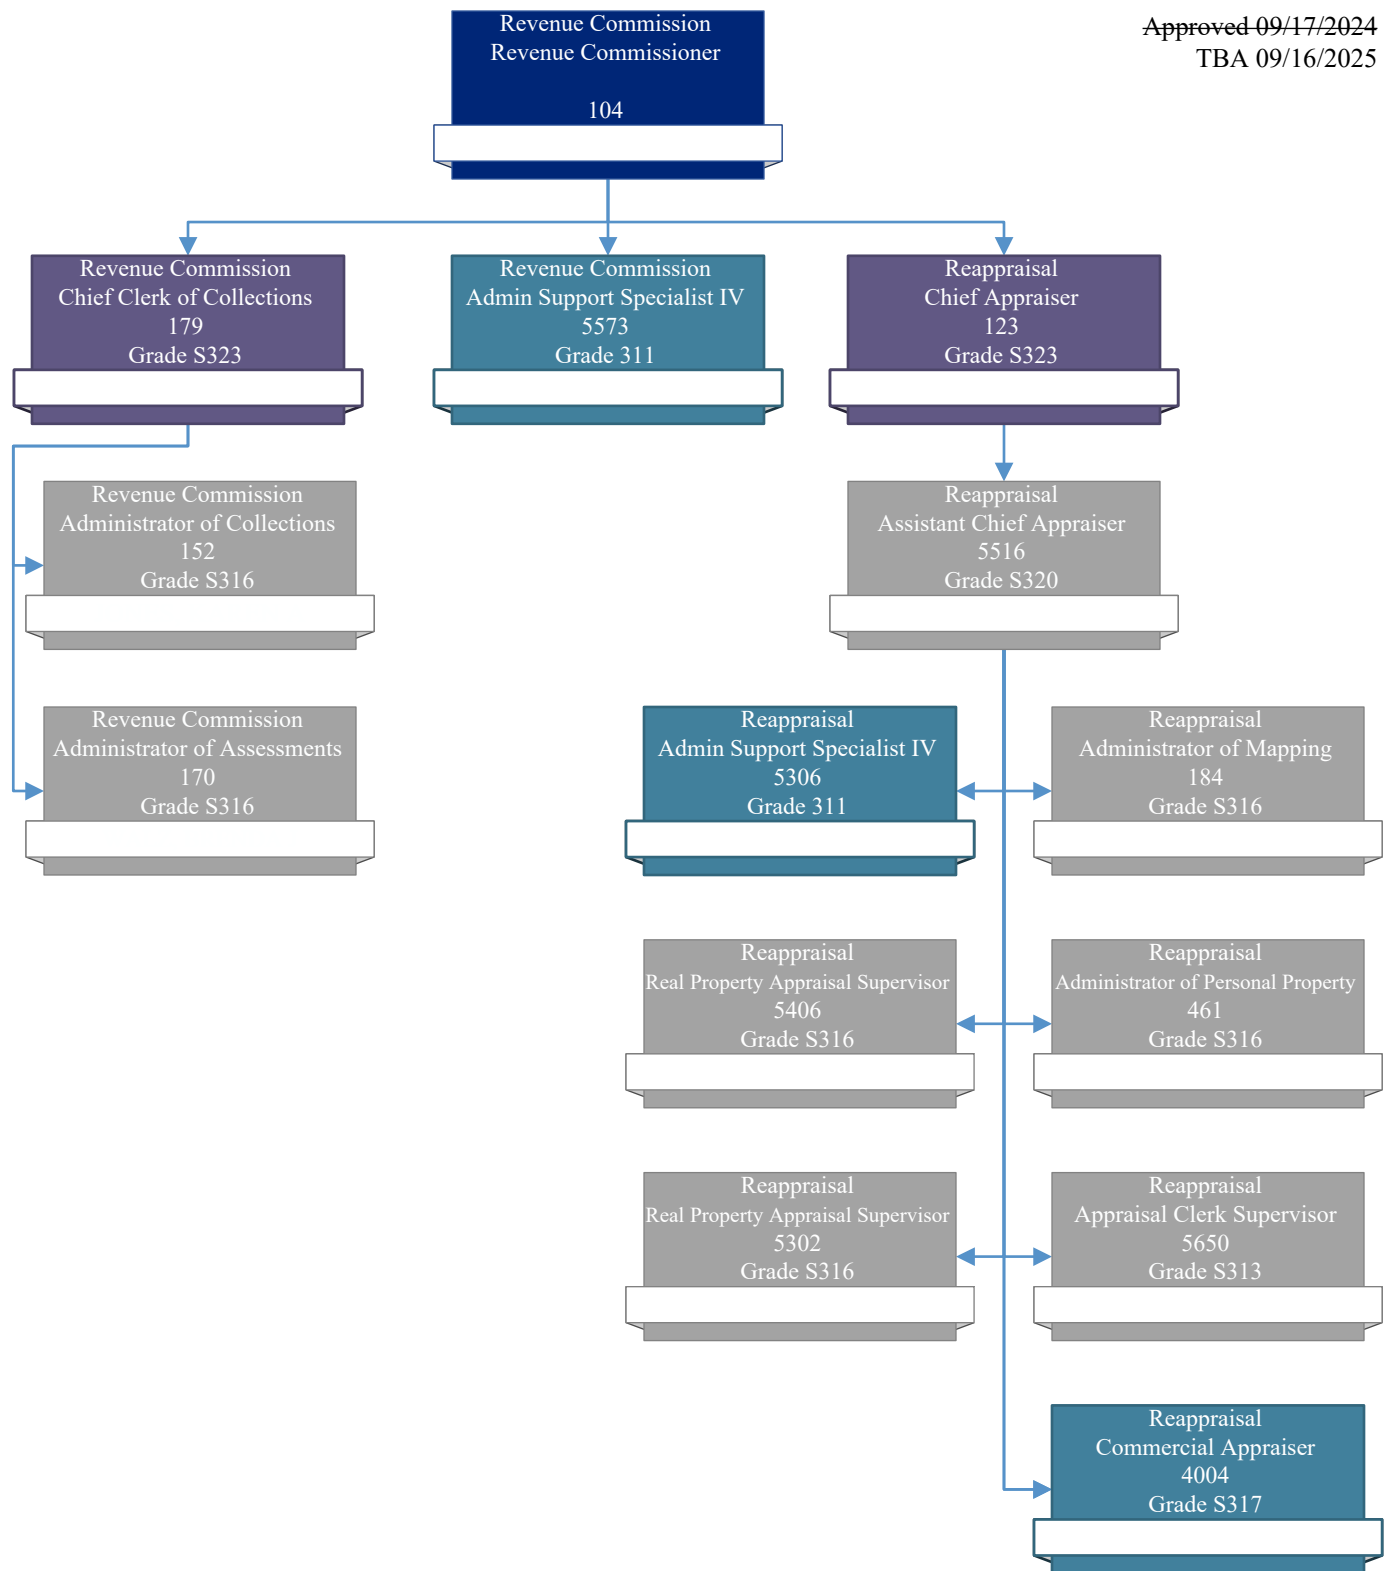 Revenue Commission
Revenue Commissioner
104
Approved 09/17/2024
TBA 09/16/2025
Revenue Commission
Chief Clerk of Collections
179
Grade S323
Revenue Commission
Admin Support Specialist IV
5573
Grade 311
Reappraisal
Chief Appraiser
123
Grade S323
Revenue Commission
Administrator of Collections
152
Grade S316
Reappraisal
Assistant Chief Appraiser
5516
Grade S320
Revenue Commission
Administrator of Assessments
170
Grade S316
Reappraisal
Admin Support Specialist IV
5306
Grade 311
Reappraisal
Administrator of Mapping
184
Grade S316
Reappraisal
Real Property Appraisal Supervisor
5406
Grade S316
Reappraisal
Administrator of Personal Property
461
Grade S316
Reappraisal
Real Property Appraisal Supervisor
5302
Grade S316
Reappraisal
Appraisal Clerk Supervisor
5650
Grade S313
Reappraisal
Commercial Appraiser
4004
Grade S317